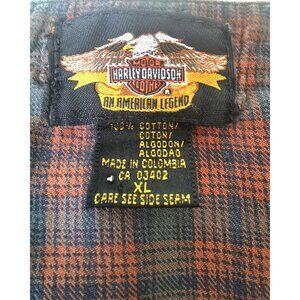 MOTOR
HARLEY-DAVIDSON
CLOTHES
AN AMERICAN LEGEND
100% COTTON/
COTON/
ALGODON/
ALGODAO
MADE IN COLOMBIA
CA 03402
XL
CARE SEE SIDE SEAM